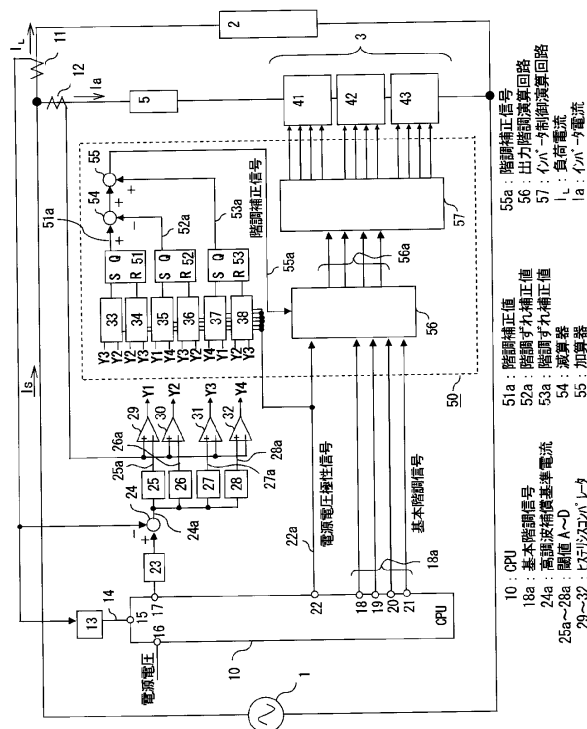 I_S
I_L
11
12
Ia
2
1
5
3
41
42
43
13
14
15
16
17
23
24
24a
電源電圧
10
CPU
22
18
19
20
21
22a
電源電圧極性信号
基本階調信号
18a
25
26
27
28
25a
26a
27a
28a
29
30
31
32
Y1
Y2
Y3
Y4
Y3
Y2
Y2
Y3
Y1
Y4
Y3
Y2
Y4
Y1
Y2
Y3
33
34
35
36
37
38
S Q
R 51
S Q
R 52
S Q
R 53
51a
52a
53a
54
55
階調補正信号
55a
50
56
56a
57
10 : CPU
18a : 基本階調信号
24a : 高調波補償基準電流
25a~28a : 閾値 A~D
29~32 : ヒステリシスコンパレータ
51a : 階調補正値
52a : 階調ずれ補正値
53a : 階調ずれ補正値
54 : 減算器
55 : 加算器
55a : 階調補正信号
56 : 出力階調演算回路
57 : インバータ制御演算回路
I_L : 負荷電流
Ia : インバータ電流